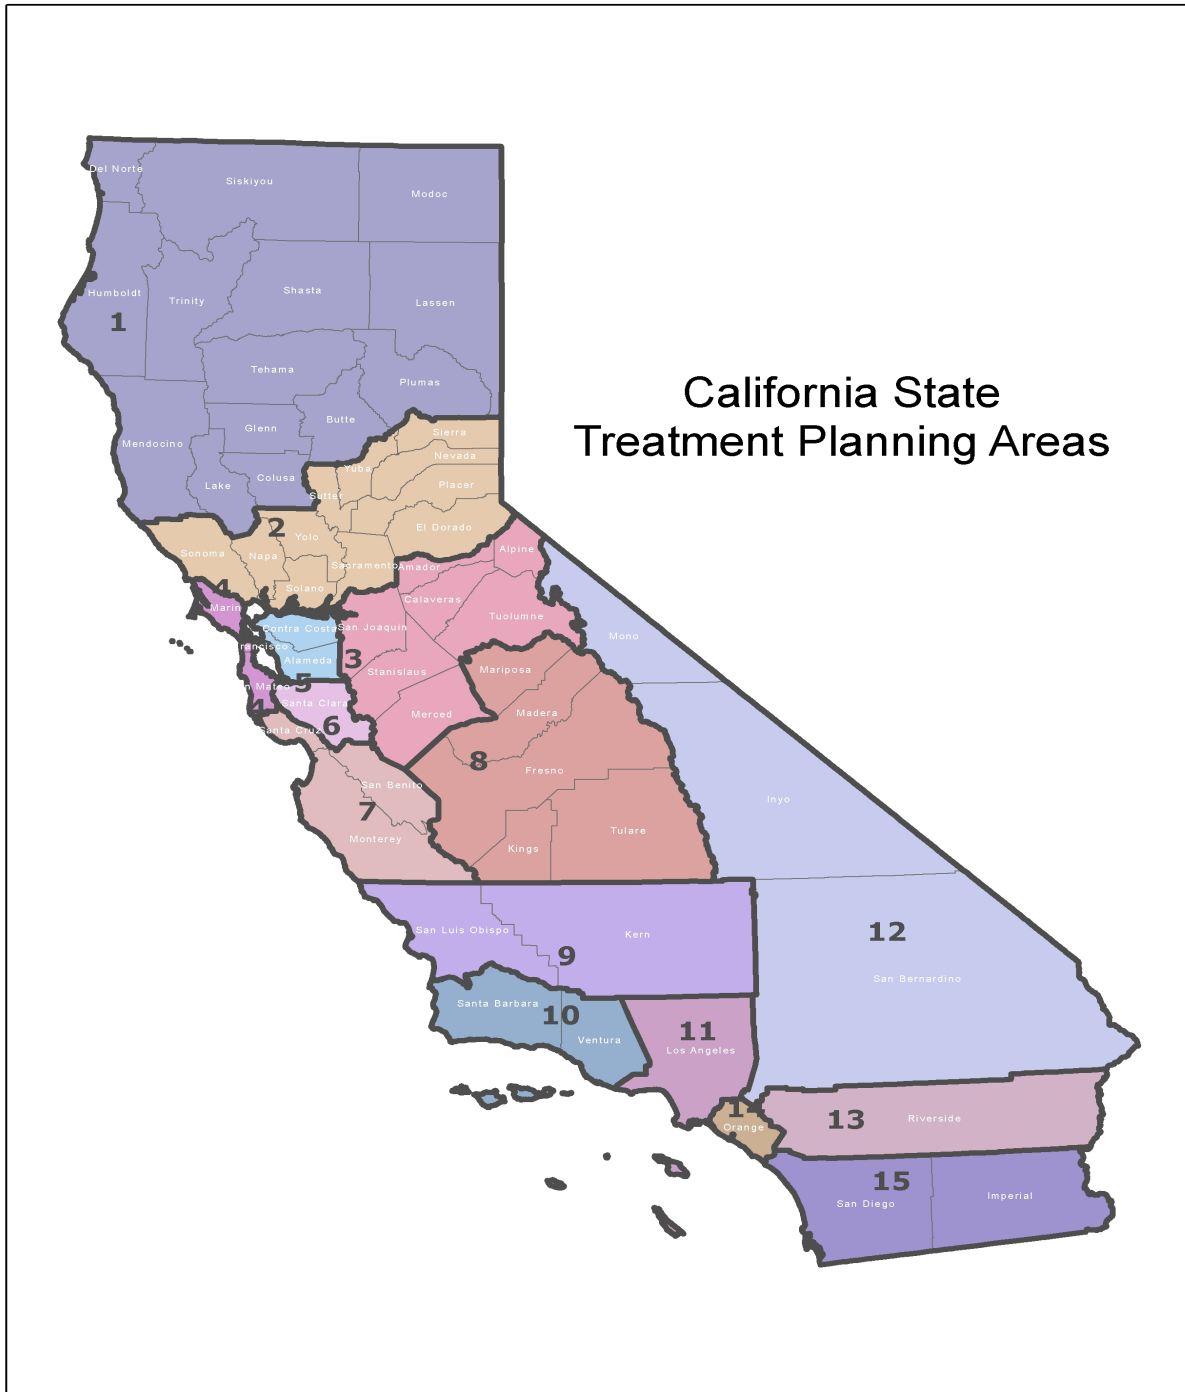 Del Norte
Siskiyou
Modoc
Humboldt
Trinity
Shasta
Lassen
1
Tehama
Plumas
California State
Treatment Planning Areas
Butte
Glenn
Mendocino
Sierra
Nevada
Yuba
Lake
Colusa
Placer
Sutter
2
El Dorado
Yolo
Sonoma
Napa
Alpine
Sacramento
Amador
4
Solano
Calaveras
Marin
Tuolumne
Contra Costa
San Joaquin
Mono
Francisco
Alameda
3
Stanislaus
Mariposa
5
n Mateo
Santa Clara
4
Merced
Madera
6
Santa Cruz
8
Fresno
San Benito
Inyo
7
Monterey
Tulare
Kings
San Luis Obispo
Kern
12
9
San Bernardino
Santa Barbara
10
11
Ventura
Los Angeles
14
Orange
13
Riverside
15
San Diego
Imperial